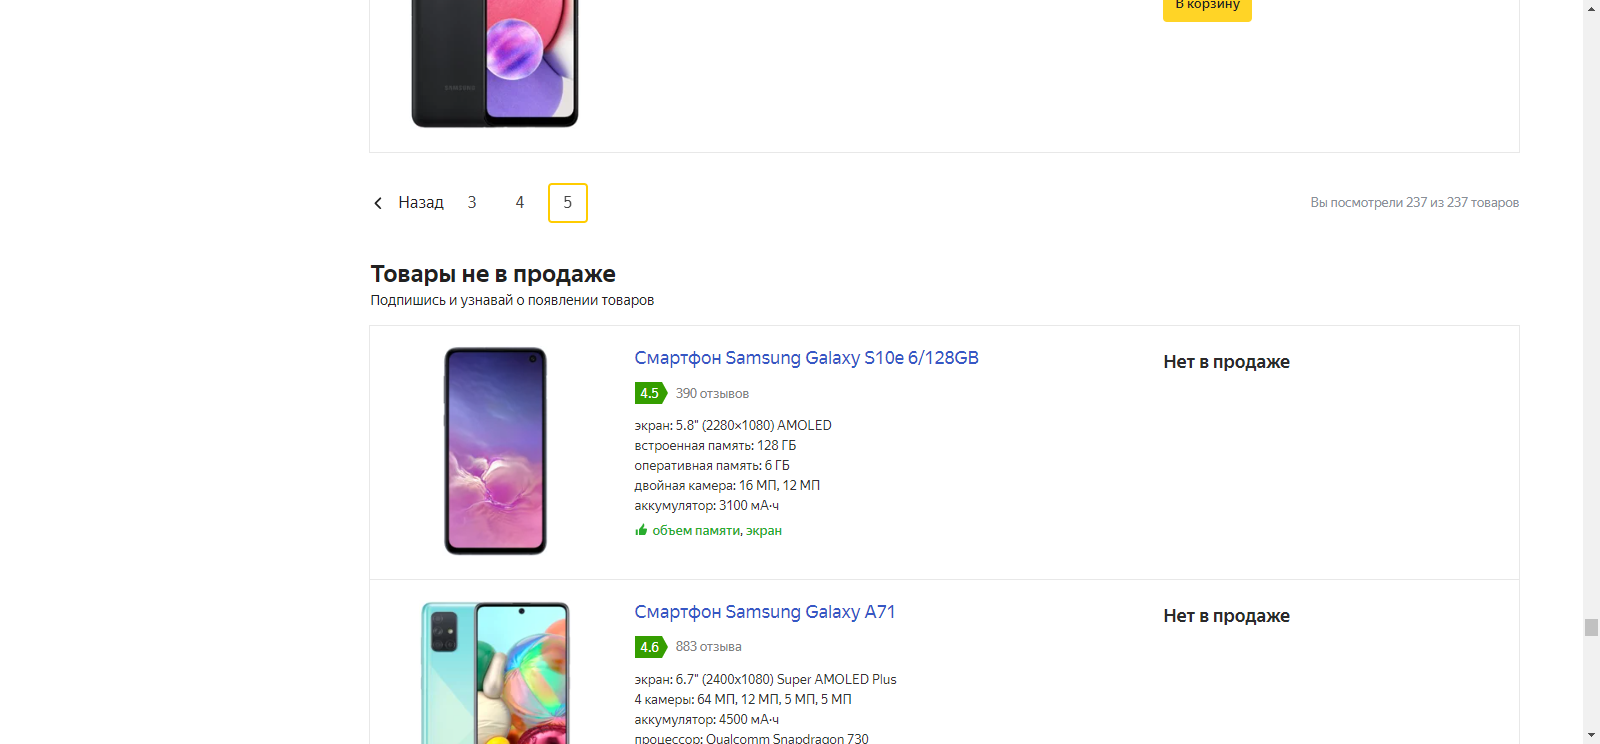 В корзину
SAMSUNG
Назад 3 4 5
Вы посмотрели 237 из 237 товаров
Товары не в продаже
Подпишись и узнавай о появлении товаров
Смартфон Samsung Galaxy S10e 6/128GB
Нет в продаже
4.5 390 отзывов
экран: 5.8" (2280×1080) AMOLED
встроенная память: 128 ГБ
оперативная память: 6 ГБ
двойная камера: 16 МП, 12 МП
аккумулятор: 3100 мА·ч
объем памяти, экран
Смартфон Samsung Galaxy A71
Нет в продаже
4.6 883 отзыва
экран: 6.7" (2400x1080) Super AMOLED Plus
4 камеры: 64 МП, 12 МП, 5 МП, 5 МП
аккумулятор: 4500 мА·ч
процессор: Qualcomm Snapdragon 730